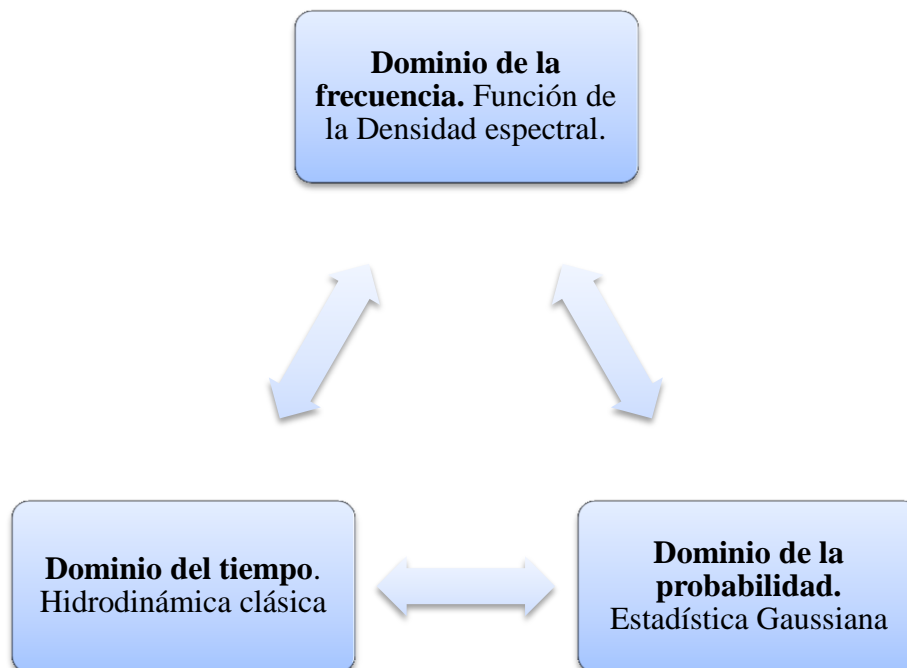 Dominio de la
frecuencia. Función de
la Densidad espectral.
Dominio del tiempo.
Hidrodinámica clásica
Dominio de la
probabilidad.
Estadística Gaussiana